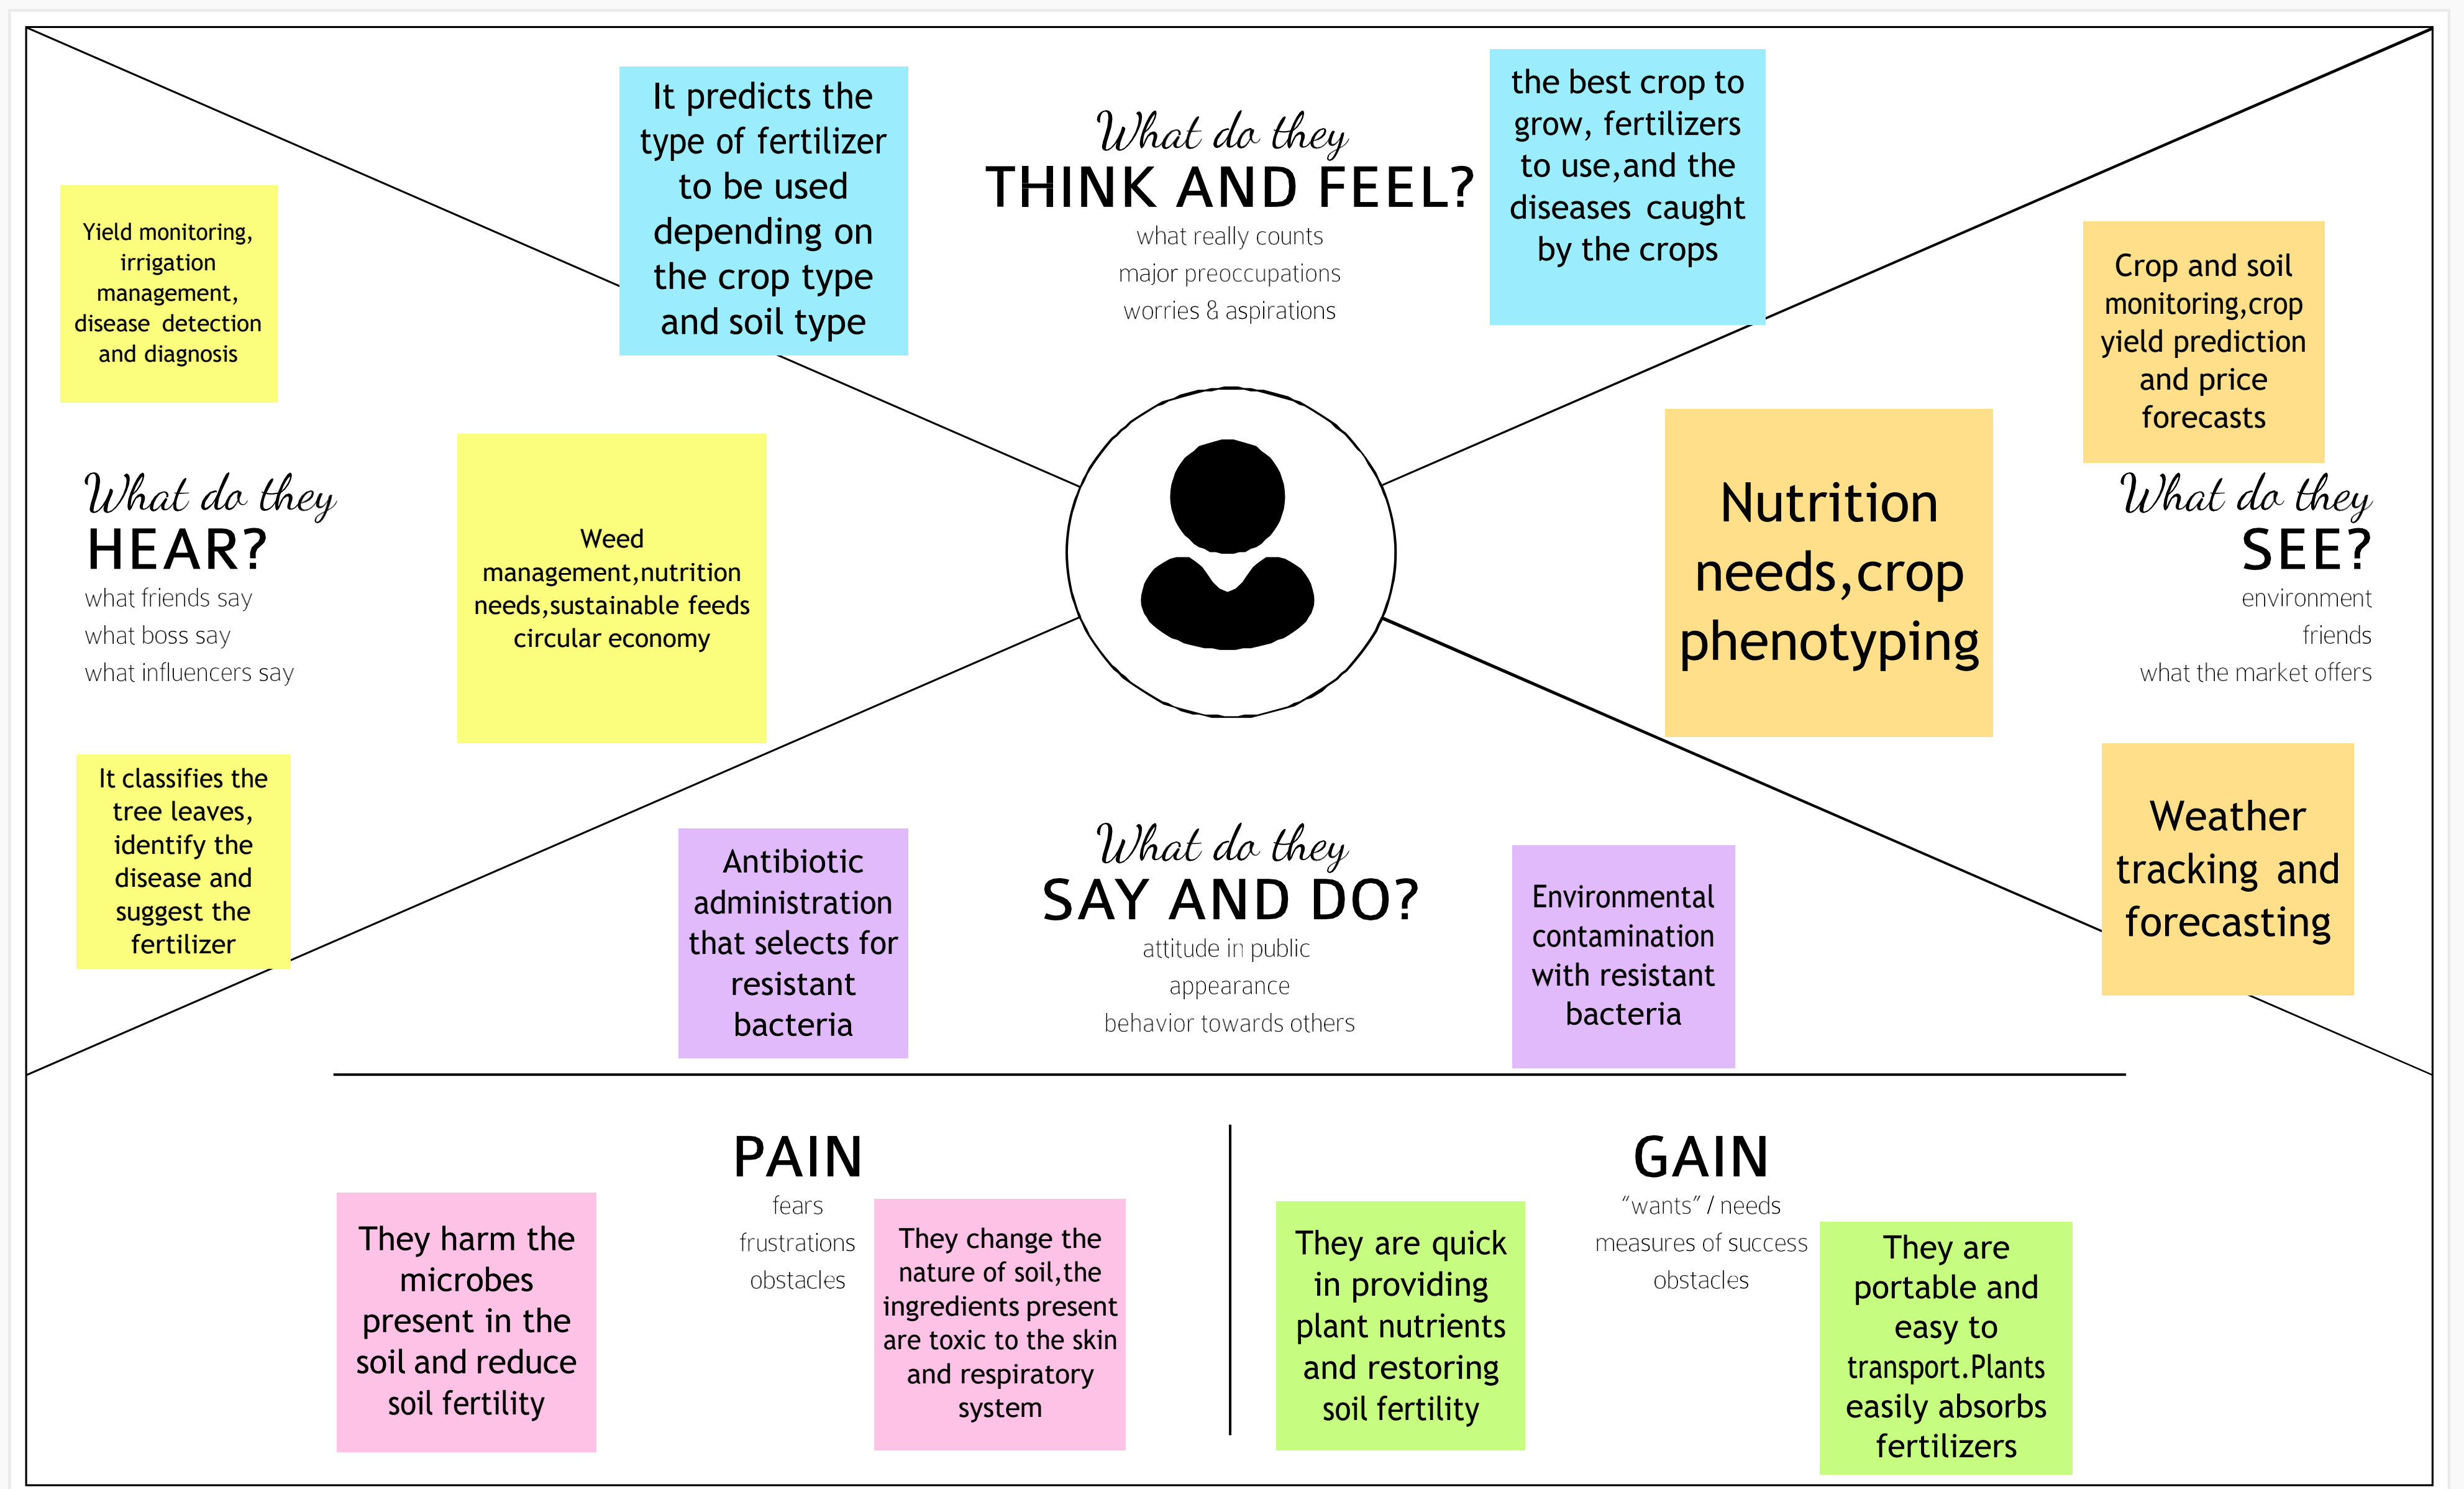 It predicts the
type of fertilizer
to be used
depending on
the crop type
and soil type
What do they
THINK AND FEEL?
what really counts
major preoccupations
worries & aspirations
the best crop to
grow, fertilizers
to use,and the
diseases caught
by the crops
Yield monitoring,
irrigation
management,
disease detection
and diagnosis
What do they
HEAR?
what friends say
what boss say
what influencers say
Weed
management,nutrition
needs,sustainable feeds
circular economy
It classifies the
tree leaves,
identify the
disease and
suggest the
fertilizer
Crop and soil
monitoring,crop
yield prediction
and price
forecasts
Nutrition
needs,crop
phenotyping
What do they
SEE?
environment
friends
what the market offers
Weather
tracking and
forecasting
Antibiotic
administration
that selects for
resistant
bacteria
What do they
SAY AND DO?
attitude in public
appearance
behavior towards others
Environmental
contamination
with resistant
bacteria
PAIN
fears
frustrations
obstacles
They harm the
microbes
present in the
soil and reduce
soil fertility
They change the
nature of soil,the
ingredients present
are toxic to the skin
and respiratory
system
GAIN
“wants” / needs
measures of success
obstacles
They are quick
in providing
plant nutrients
and restoring
soil fertility
They are
portable and
easy to
transport.Plants
easily absorbs
fertilizers